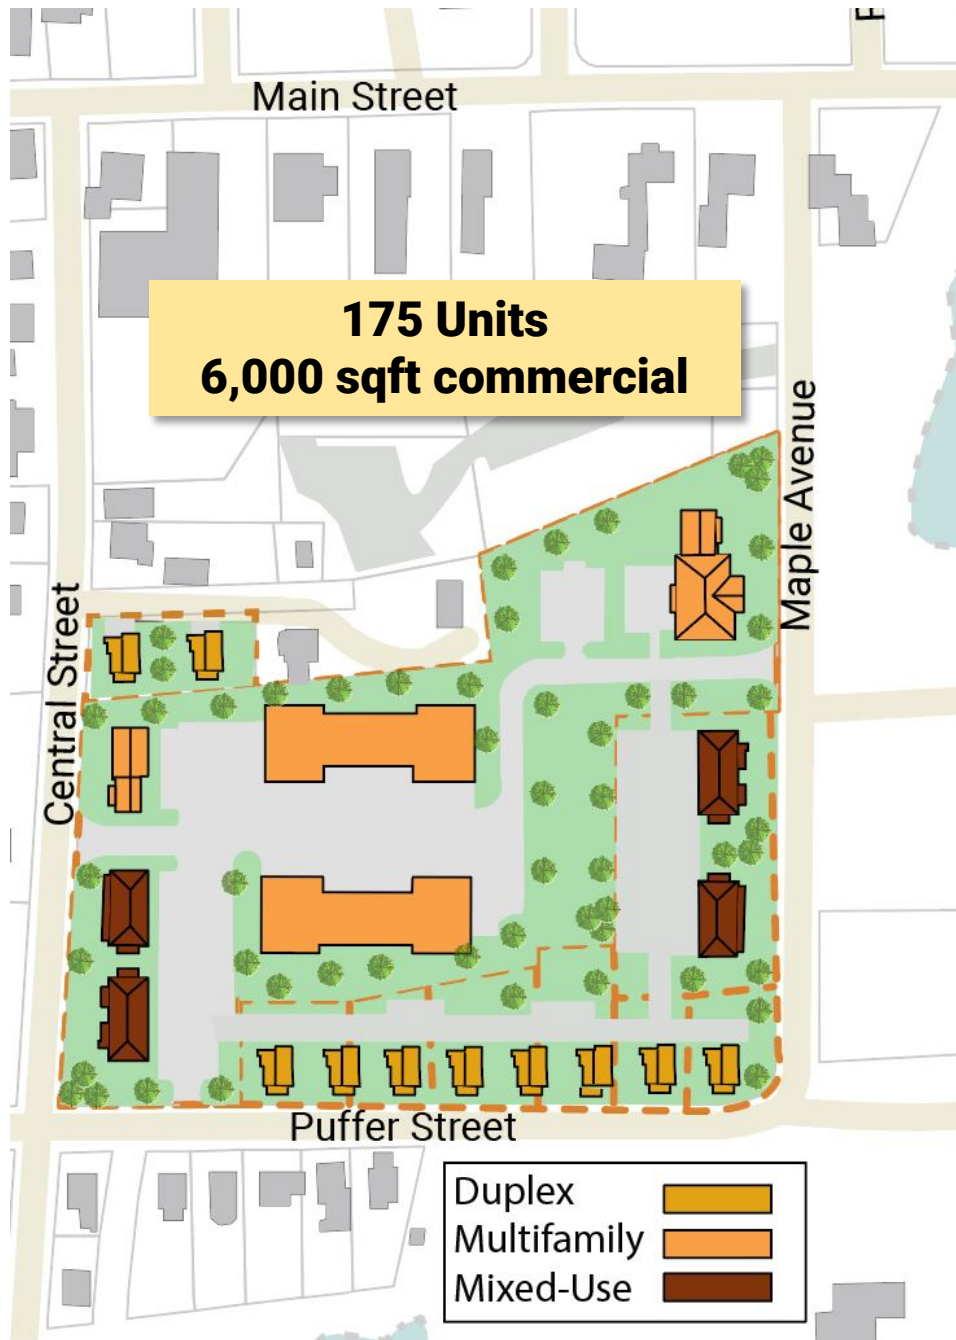 Main Street
175 Units
6,000 sqft commercial
Maple Avenue
Central Street
Puffer Street
Duplex
Multifamily
Mixed-Use